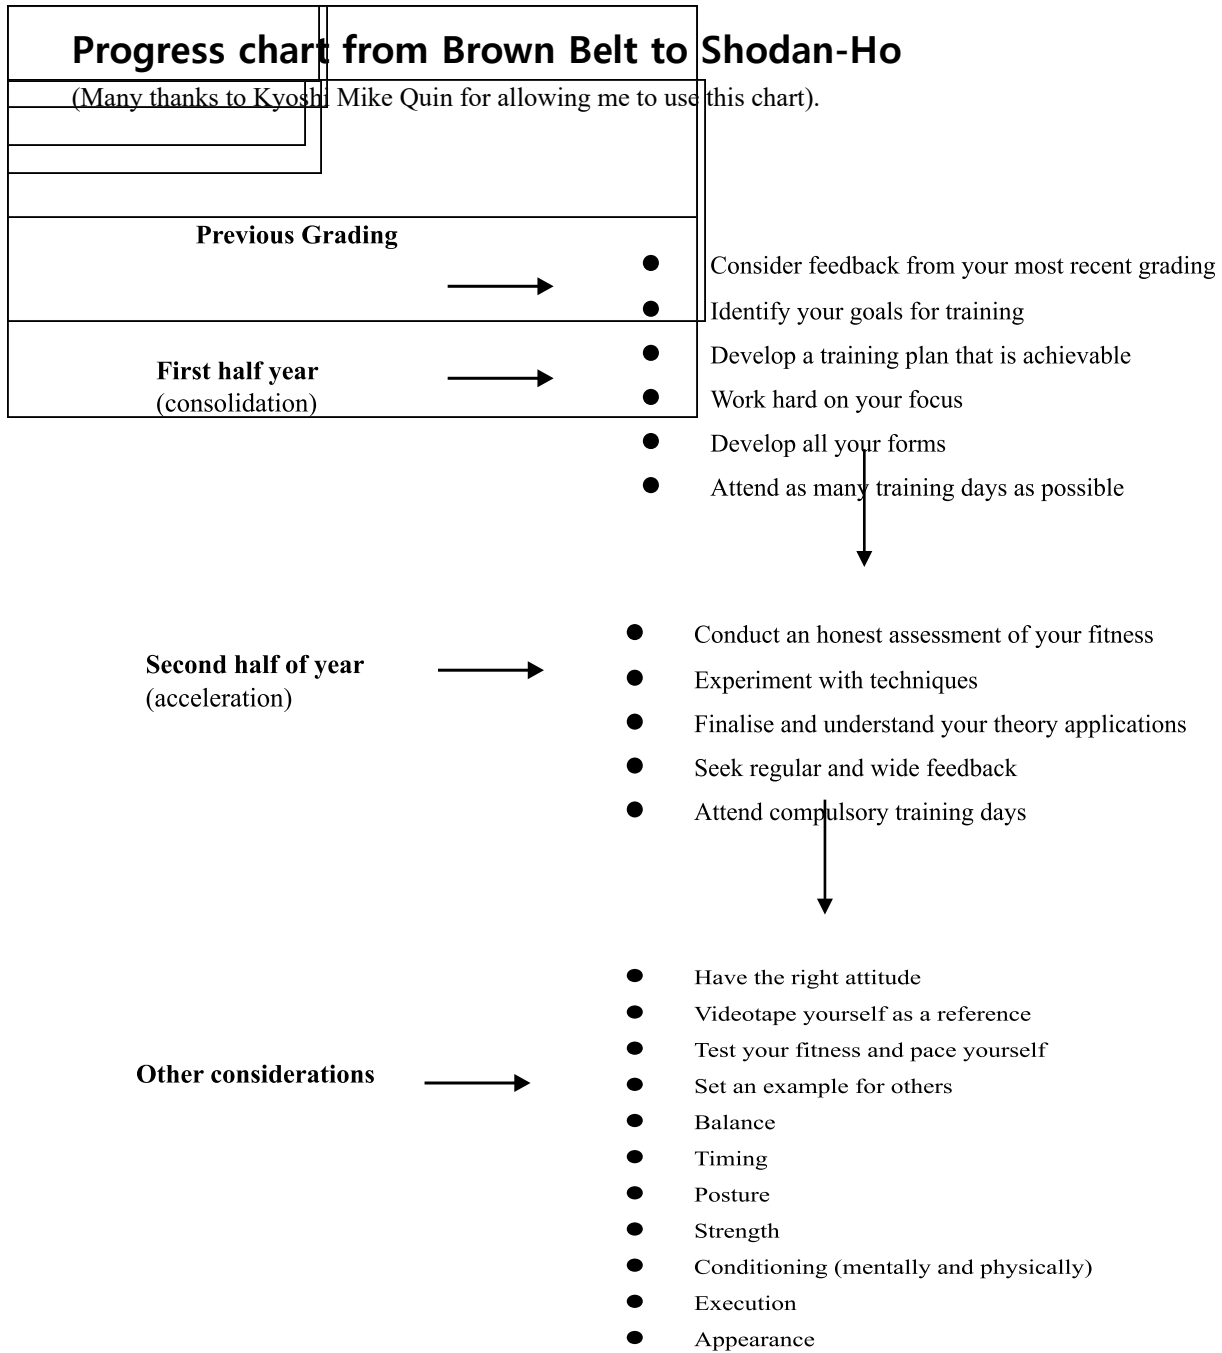 Progress chart from Brown Belt to Shodan-Ho
(Many thanks to Kyoshi Mike Quin for allowing me to use this chart).
Previous Grading
● Consider feedback from your most recent grading
● Identify your goals for training
First half year
(consolidation)
● Develop a training plan that is achievable
● Work hard on your focus
● Develop all your forms
● Attend as many training days as possible
Second half of year
(acceleration)
● Conduct an honest assessment of your fitness
● Experiment with techniques
● Finalise and understand your theory applications
● Seek regular and wide feedback
● Attend compulsory training days
Other considerations
● Have the right attitude
● Videotape yourself as a reference
● Test your fitness and pace yourself
● Set an example for others
● Balance
● Timing
● Posture
● Strength
● Conditioning (mentally and physically)
● Execution
● Appearance